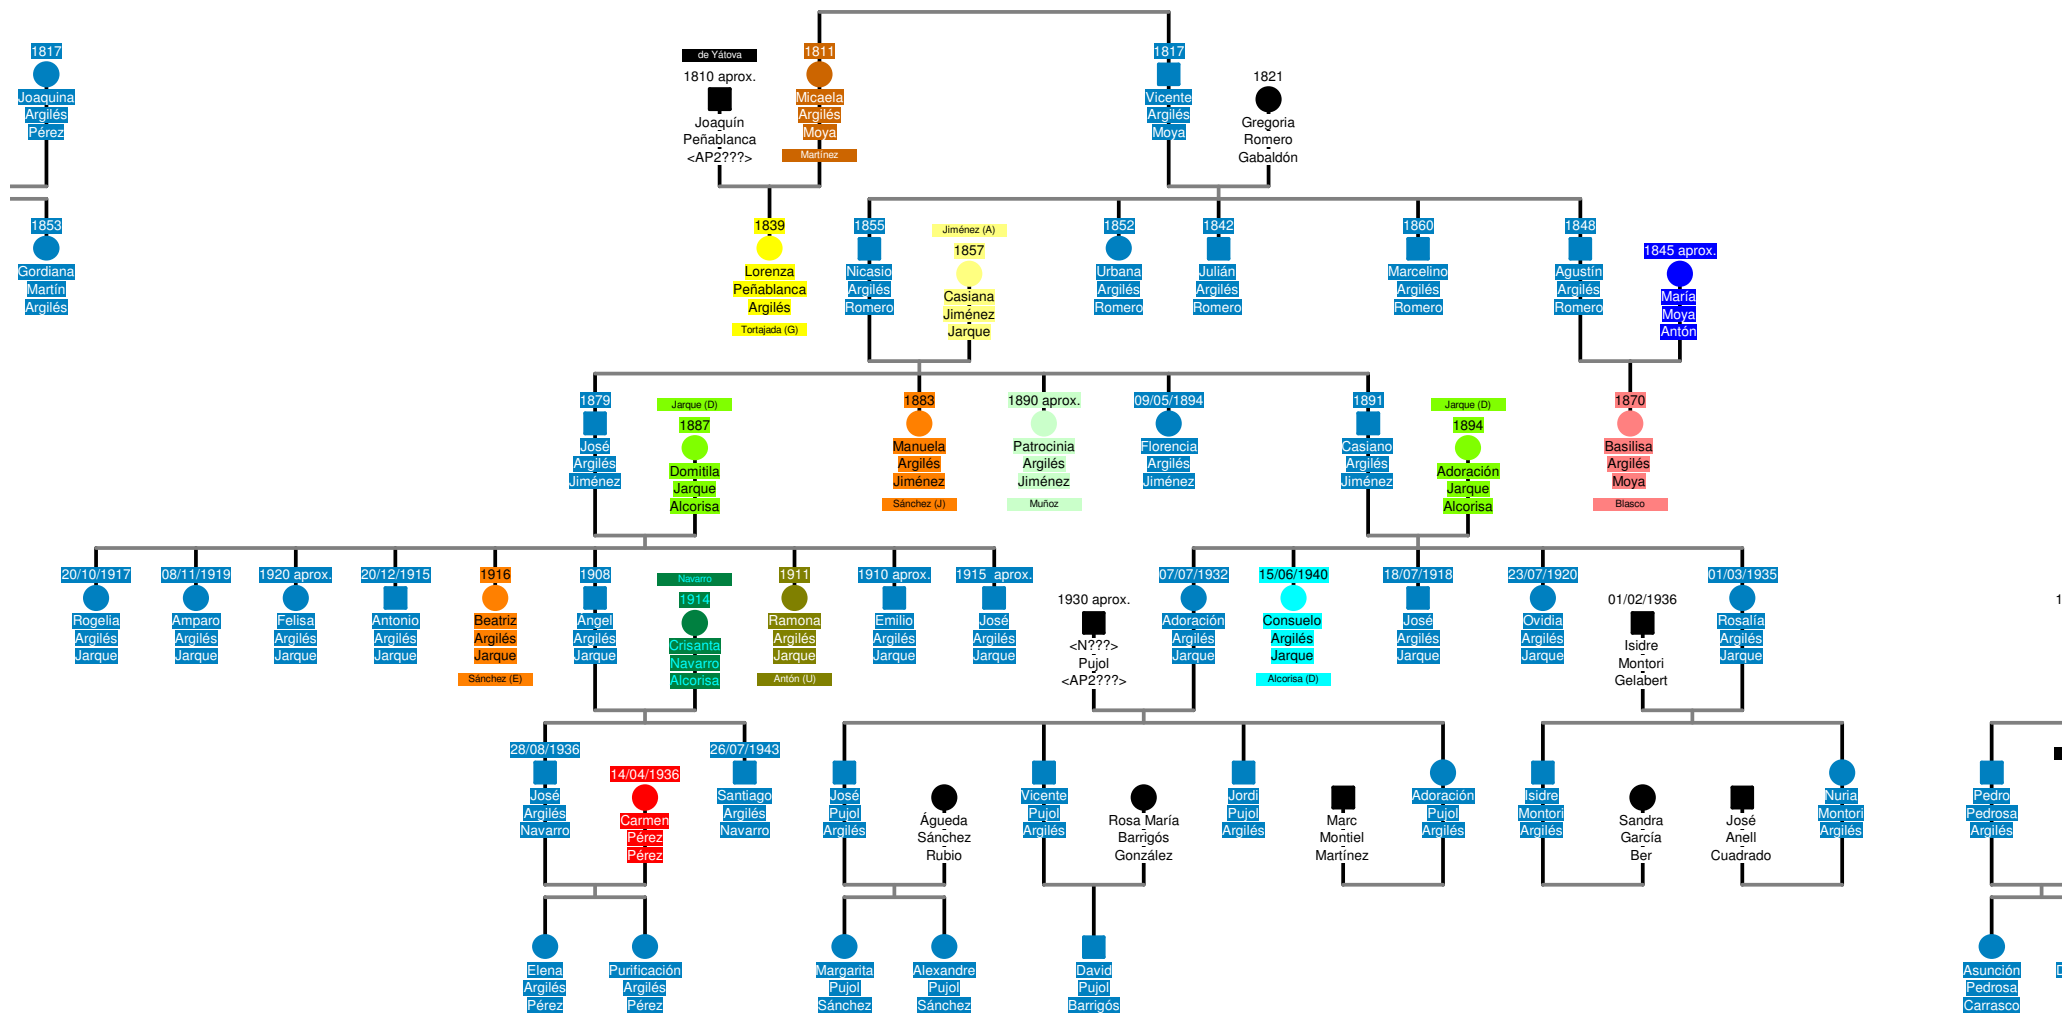 1817
Joaquina
Argilés
Pérez
de Yátova
1810 aprox.
Joaquín
Peñablanca
<AP2???>
1811
Micaela
Argilés
Moya
Martínez
1817
Vicente
Argilés
Moya
1821
Gregoria
Romero
Gabaldón
1853
Gordiana
Martín
Argilés
1839
Lorenza
Peñablanca
Argilés
Tortajada (G)
1855
Nicasio
Argilés
Romero
Jiménez (A)
1857
Casiana
Jiménez
Jarque
1852
Urbana
Argilés
Romero
1842
Julián
Argilés
Romero
1860
Marcelino
Argilés
Romero
1848
Agustín
Argilés
Romero
1845 aprox.
María
Moya
Antón
1879
José
Argilés
Jiménez
Jarque (D)
1887
Domitila
Jarque
Alcorisa
1883
Manuela
Argilés
Jiménez
Sánchez (J)
1890 aprox.
Patrocinia
Argilés
Jiménez
Muñoz
09/05/1894
Florencia
Argilés
Jiménez
1891
Casiano
Argilés
Jiménez
Jarque (D)
1894
Adoración
Jarque
Alcorisa
1870
Basilisa
Argilés
Moya
Blasco
20/10/1917
Rogelia
Argilés
Jarque
08/11/1919
Amparo
Argilés
Jarque
1920 aprox.
Felisa
Argilés
Jarque
20/12/1915
Antonio
Argilés
Jarque
1916
Beatriz
Argilés
Jarque
Sánchez (E)
1908
Angel
Argilés
Jarque
Navarro
1914
Crisanta
Navarro
Alcorisa
1911
Ramona
Argilés
Jarque
Antón (U)
1910 aprox.
Emilio
Argilés
Jarque
1915 aprox.
José
Argilés
Jarque
1930 aprox.
<N???>
Pujol
<AP2???>
07/07/1932
Adoración
Argilés
Jarque
15/06/1940
Consuelo
Argilés
Jarque
Alcorisa (D)
18/07/1918
José
Argilés
Jarque
23/07/1920
Ovidia
Argilés
Jarque
01/02/1936
Isidre
Montori
Gelabert
01/03/1935
Rosalía
Argilés
Jarque
28/08/1936
José
Argilés
Navarro
14/04/1936
Carmen
Pérez
Pérez
26/07/1943
Santiago
Argilés
Navarro
José
Pujol
Argilés
Águeda
Sánchez
Rubio
Vicente
Pujol
Argilés
Rosa María
Barrigós
González
Jordi
Pujol
Argilés
Marc
Montiel
Martínez
Adoración
Pujol
Argilés
Isidre
Montori
Argilés
Sandra
García
Ber
José
Anell
Cuadrado
Nuria
Montori
Argilés
Pedro
Pedrosa
Argilés
Elena
Argilés
Pérez
Purificación
Argilés
Pérez
Margarita
Pujol
Sánchez
Alexandre
Pujol
Sánchez
David
Pujol
Barrigós
Asunción
Pedrosa
Carrasco